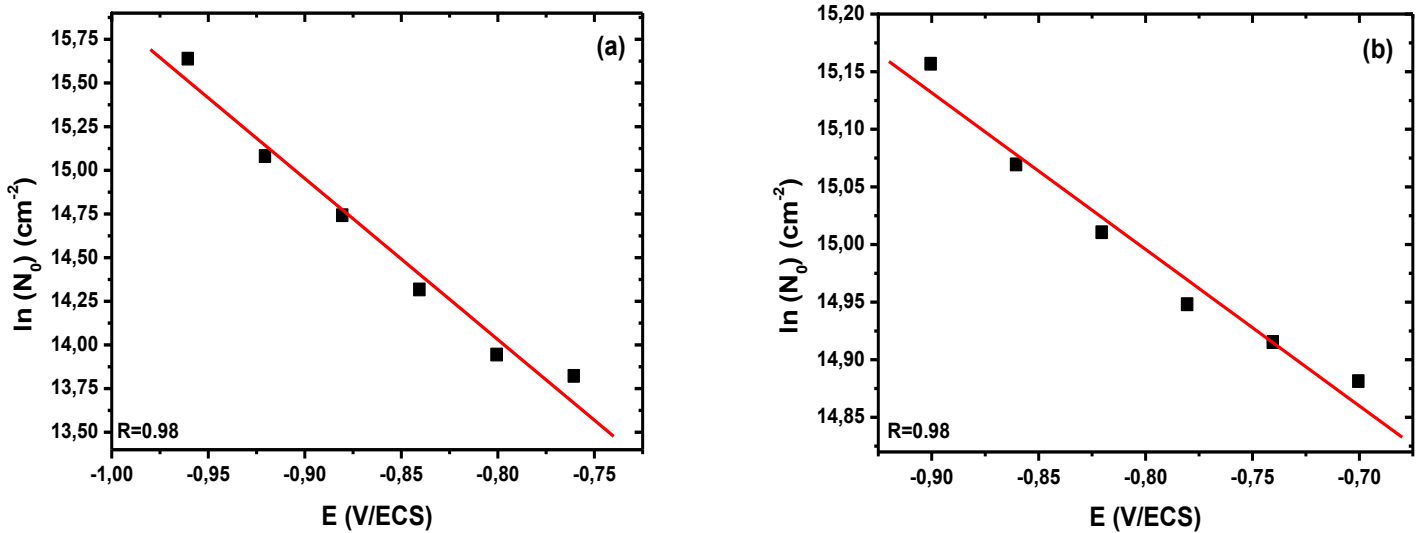 (a)
ln (N₀) (cm⁻²)
15,75
15,50
15,25
15,00
14,75
14,50
14,25
14,00
13,75
13,50
R=0.98
-1,00 -0,95 -0,90 -0,85 -0,80 -0,75
E (V/ECS)
(b)
ln (N₀) (cm⁻²)
15,20
15,15
15,10
15,05
15,00
14,95
14,90
14,85
R=0.98
-0,90 -0,85 -0,80 -0,75 -0,70
E (V/ECS)